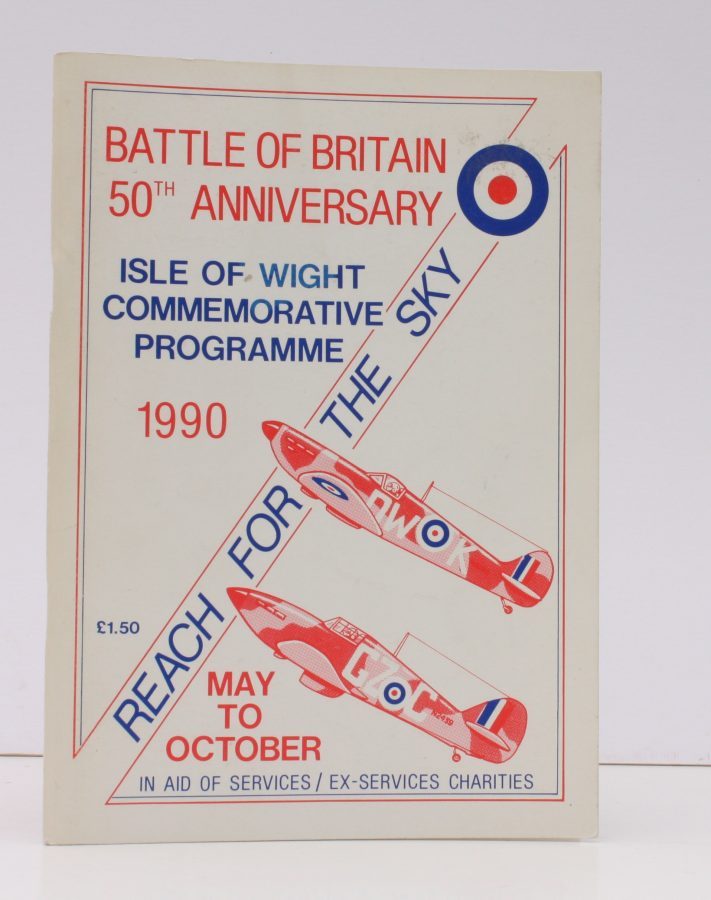 BATTLE OF BRITAIN
50TH ANNIVERSARY
ISLE OF WIGHT
COMMEMORATIVE
PROGRAMME
1990
REACH FOR THE SKY
QW K
GZ C
£1.50
MAY
TO
OCTOBER
IN AID OF SERVICES / EX-SERVICES CHARITIES